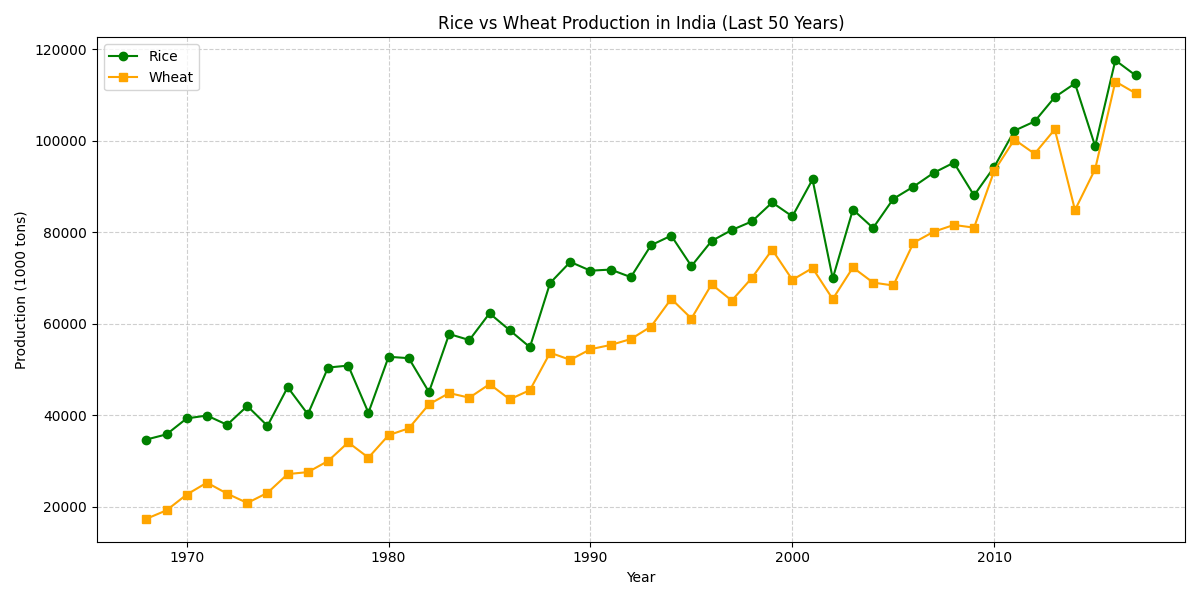 Rice vs Wheat Production in India (Last 50 Years)
Rice
Wheat
Production (1000 tons)
120000
100000
80000
60000
40000
20000
1970 1980 1990 2000 2010
Year